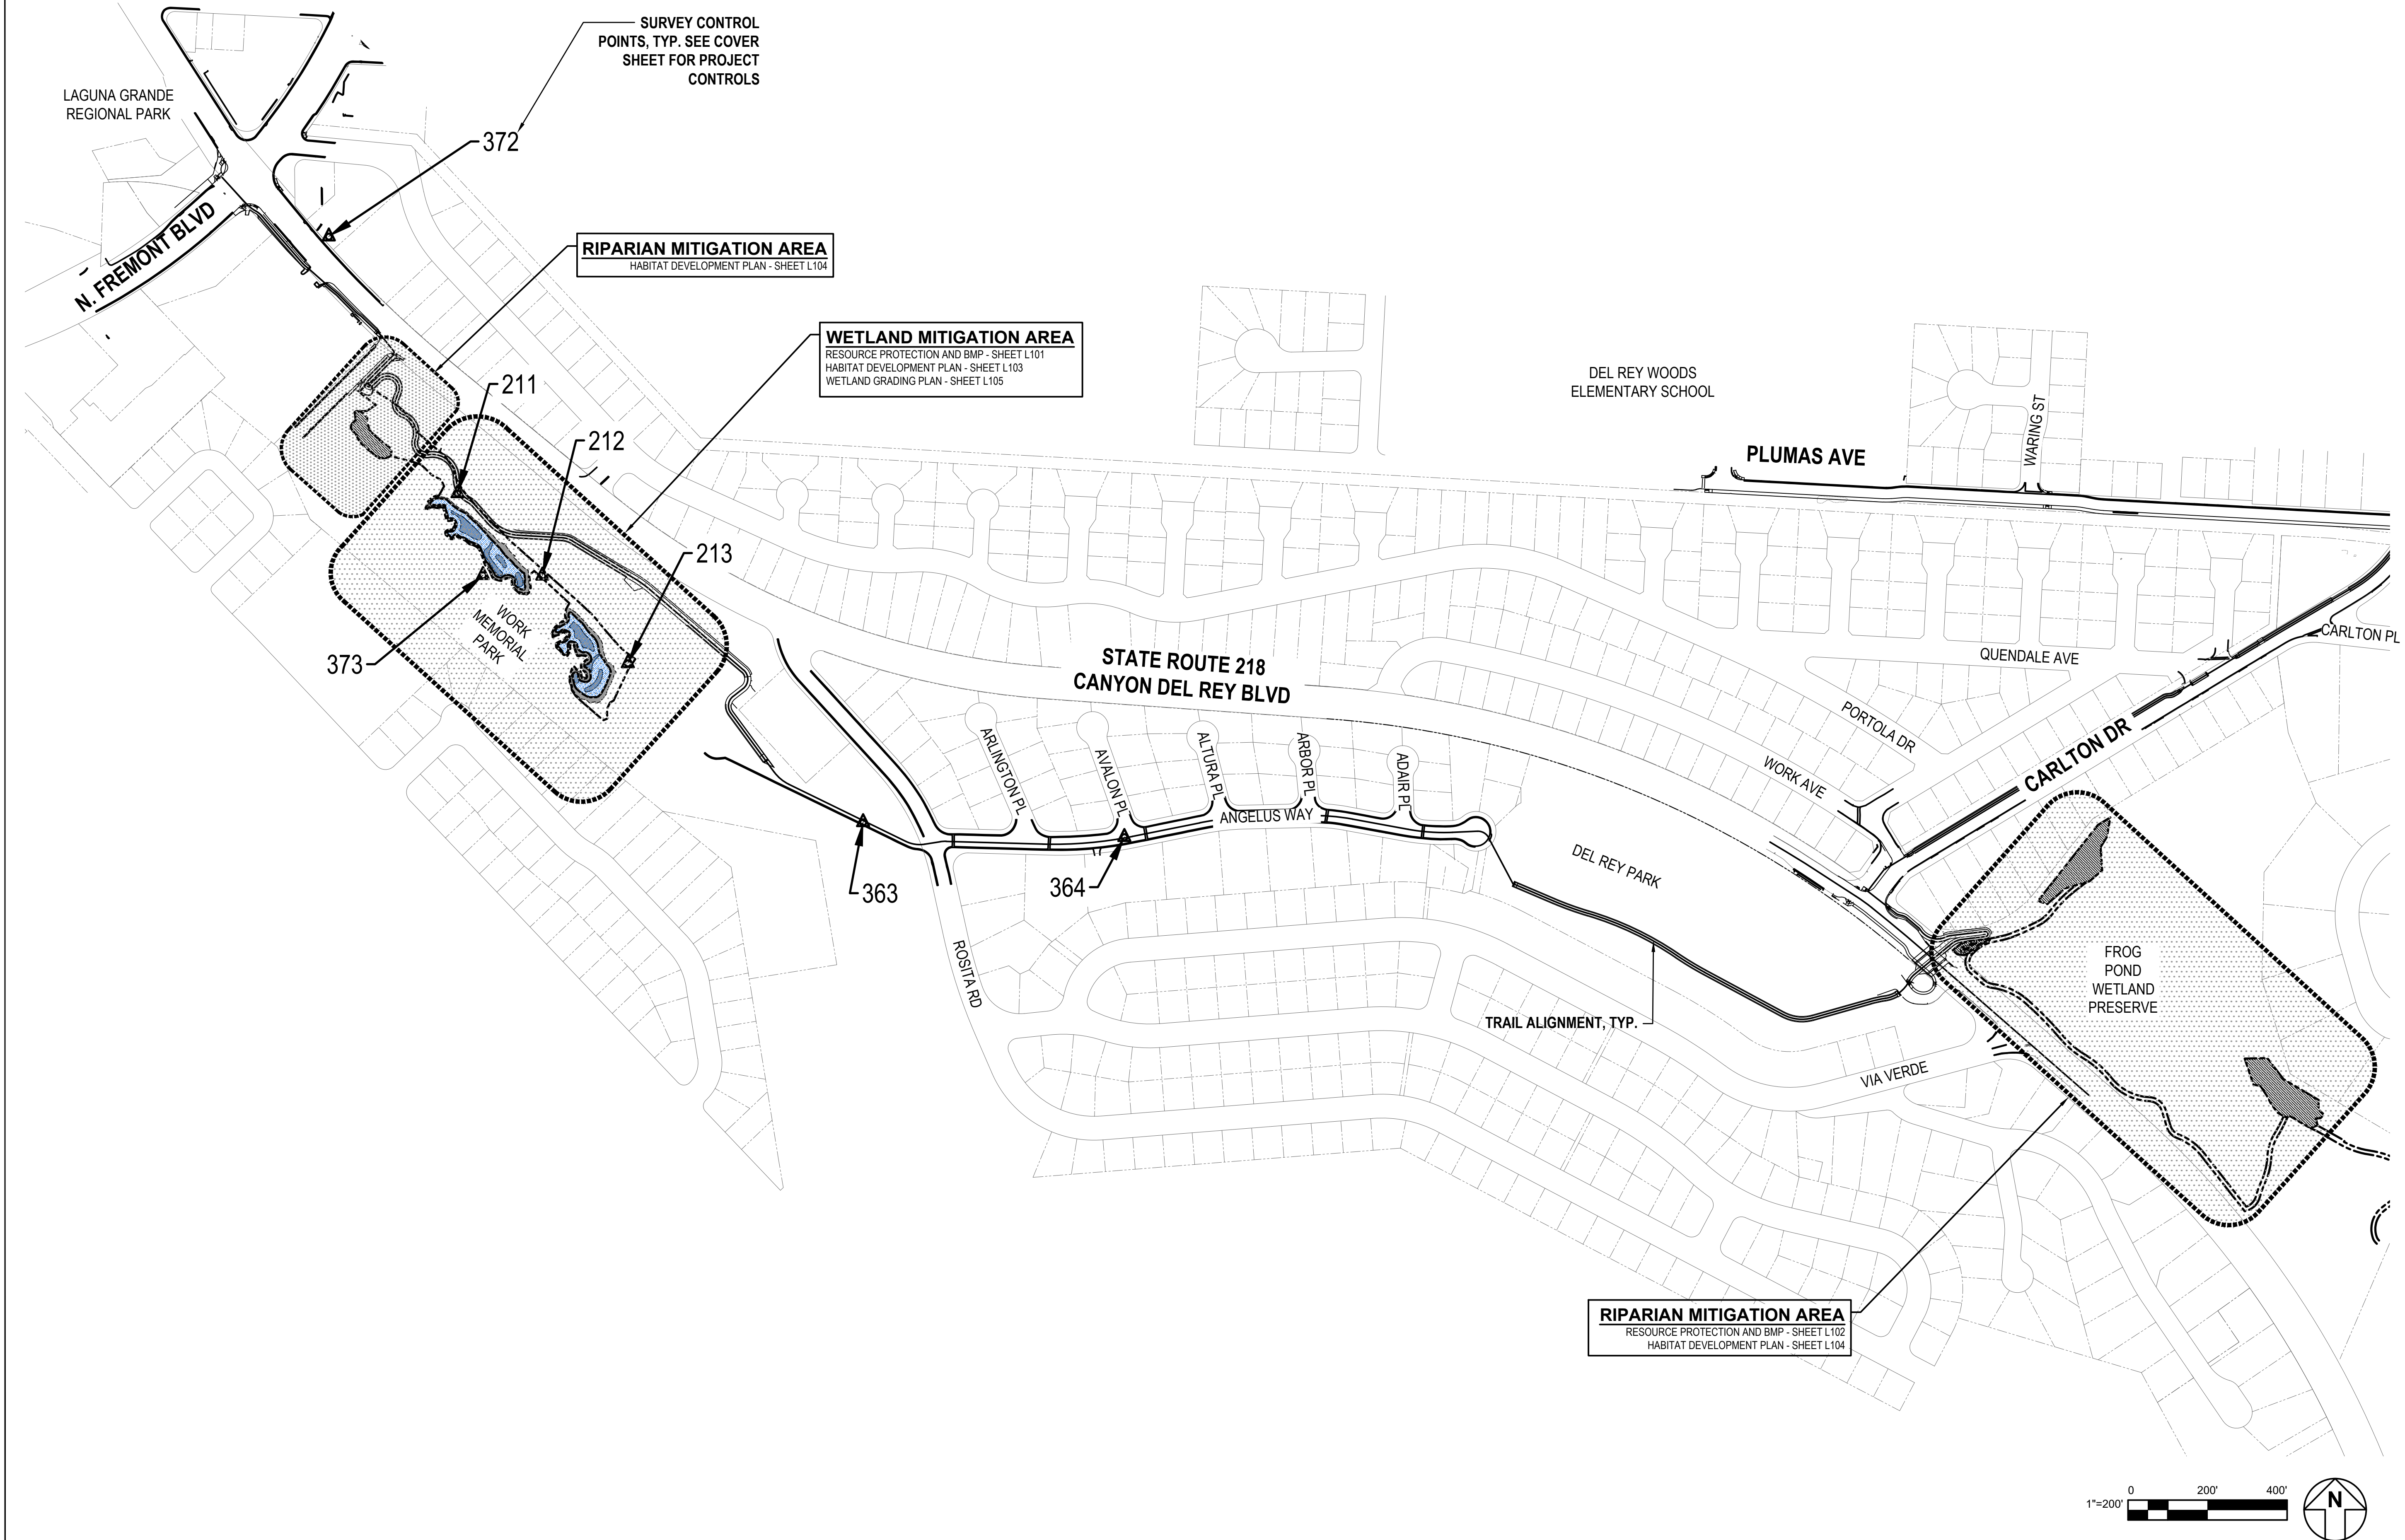 SURVEY CONTROL
POINTS, TYP. SEE COVER
SHEET FOR PROJECT
CONTROLS
LAGUNA GRANDE
REGIONAL PARK
372
N. FREMONT BLVD
RIPARIAN MITIGATION AREA
HABITAT DEVELOPMENT PLAN - SHEET L104
WETLAND MITIGATION AREA
RESOURCE PROTECTION AND BMP - SHEET L101
HABITAT DEVELOPMENT PLAN - SHEET L103
WETLAND GRADING PLAN - SHEET L105
211
212
213
373
WORK
MEMORIAL
PARK
DEL REY WOODS
ELEMENTARY SCHOOL
PLUMAS AVE
WARING ST
STATE ROUTE 218
CANYON DEL REY BLVD
QUENDALE AVE
CARLTON PL
PORTOLA DR
WORK AVE
CARLTON DR
ARLINGTON PL
AVALON PL
ALTURA PL
ARBOR PL
ADAIR PL
ANGELUS WAY
363
364
DEL REY PARK
ROSITA RD
TRAIL ALIGNMENT, TYP.
VIA VERDE
FROG
POND
WETLAND
PRESERVE
RIPARIAN MITIGATION AREA
RESOURCE PROTECTION AND BMP - SHEET L102
HABITAT DEVELOPMENT PLAN - SHEET L104
0 200' 400'
1"=200'
N